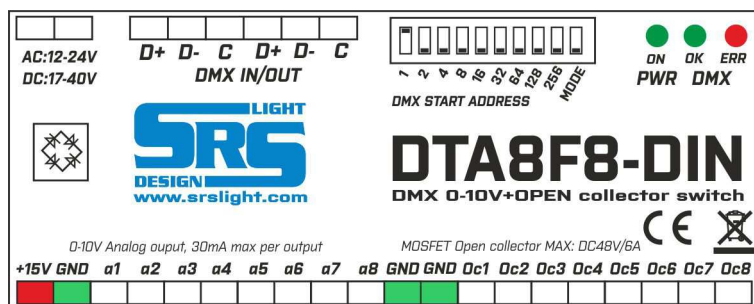 AC:12-24V
DC:17-40V
D+ D- C D+ D- C
DMX IN/OUT
1 2 4 8 16 32 64 128 256 MODE
DMX START ADDRESS
ON OK ERR
PWR DMX
LIGHT
SRS
DESIGN
www.srslight.com
DTA8F8-DIN
DMX 0-10V+OPEN collector switch
CE
0-10V Analog ouput, 30mA max per output
MOSFET Open collector MAX: DC48V/6A
+15V GND a1 a2 a3 a4 a5 a6 a7 a8 GND GND Oc1 Oc2 Oc3 Oc4 Oc5 Oc6 Oc7 Oc8